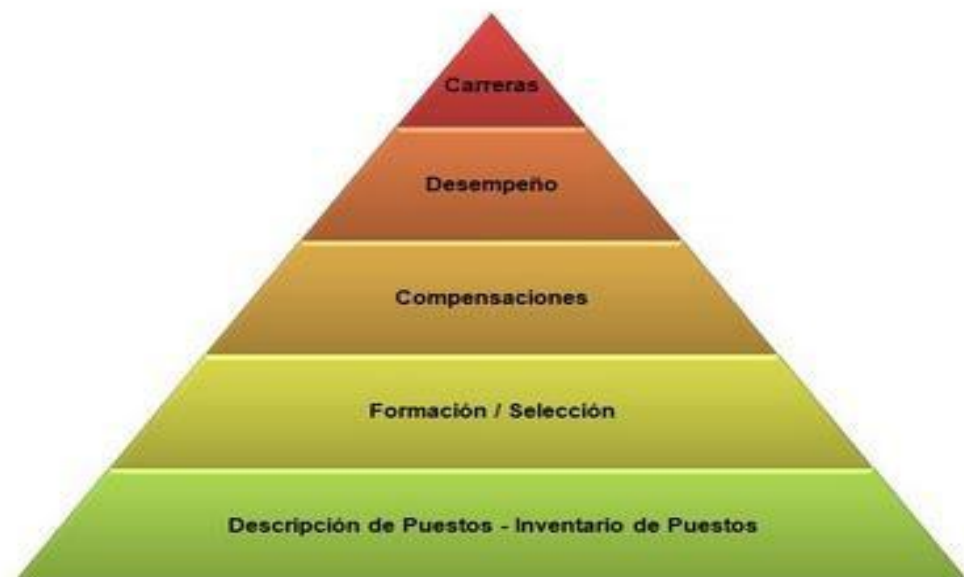 Carreras
Desempeño
Compensaciones
Formación / Selección
Descripción de Puestos - Inventario de Puestos